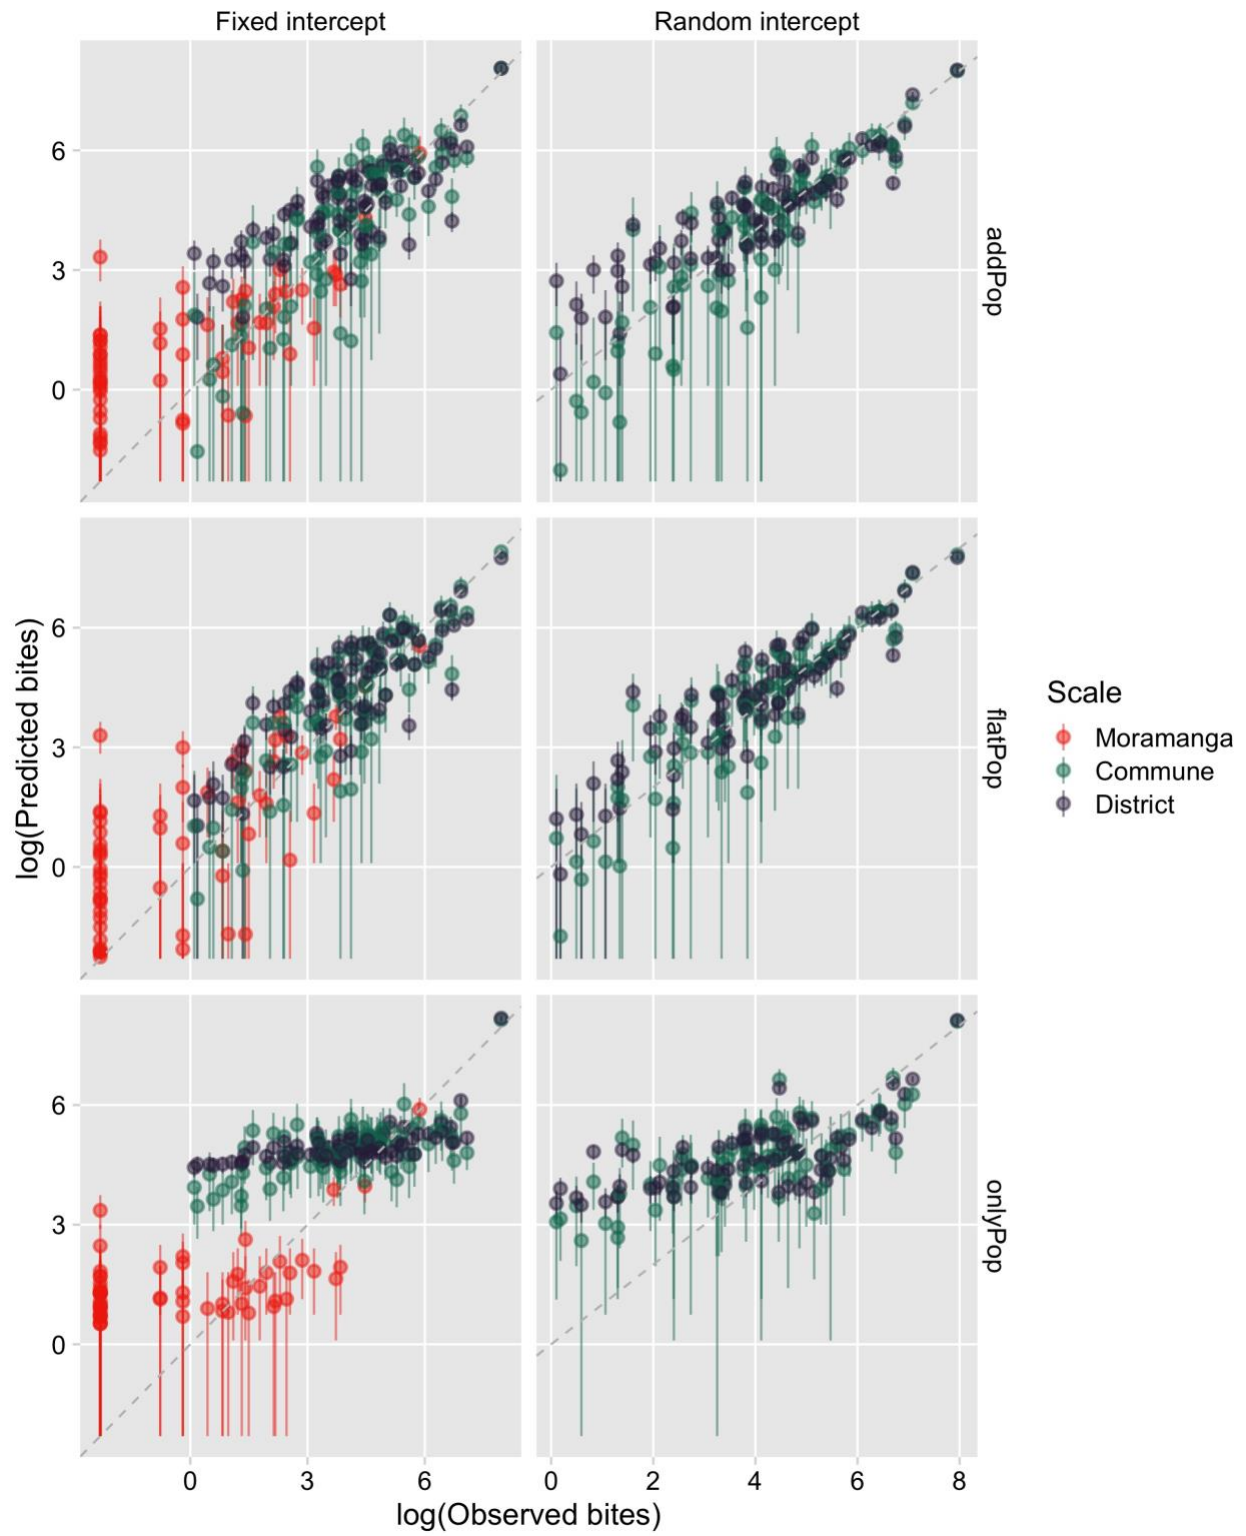 Fixed intercept
Random intercept
6
3
0
addPop
6
3
0
flatPop
6
3
0
onlyPop
0
3
6
0
2
4
6
8
log(Predicted bites)
log(Observed bites)
Scale
Moramanga
Commune
District